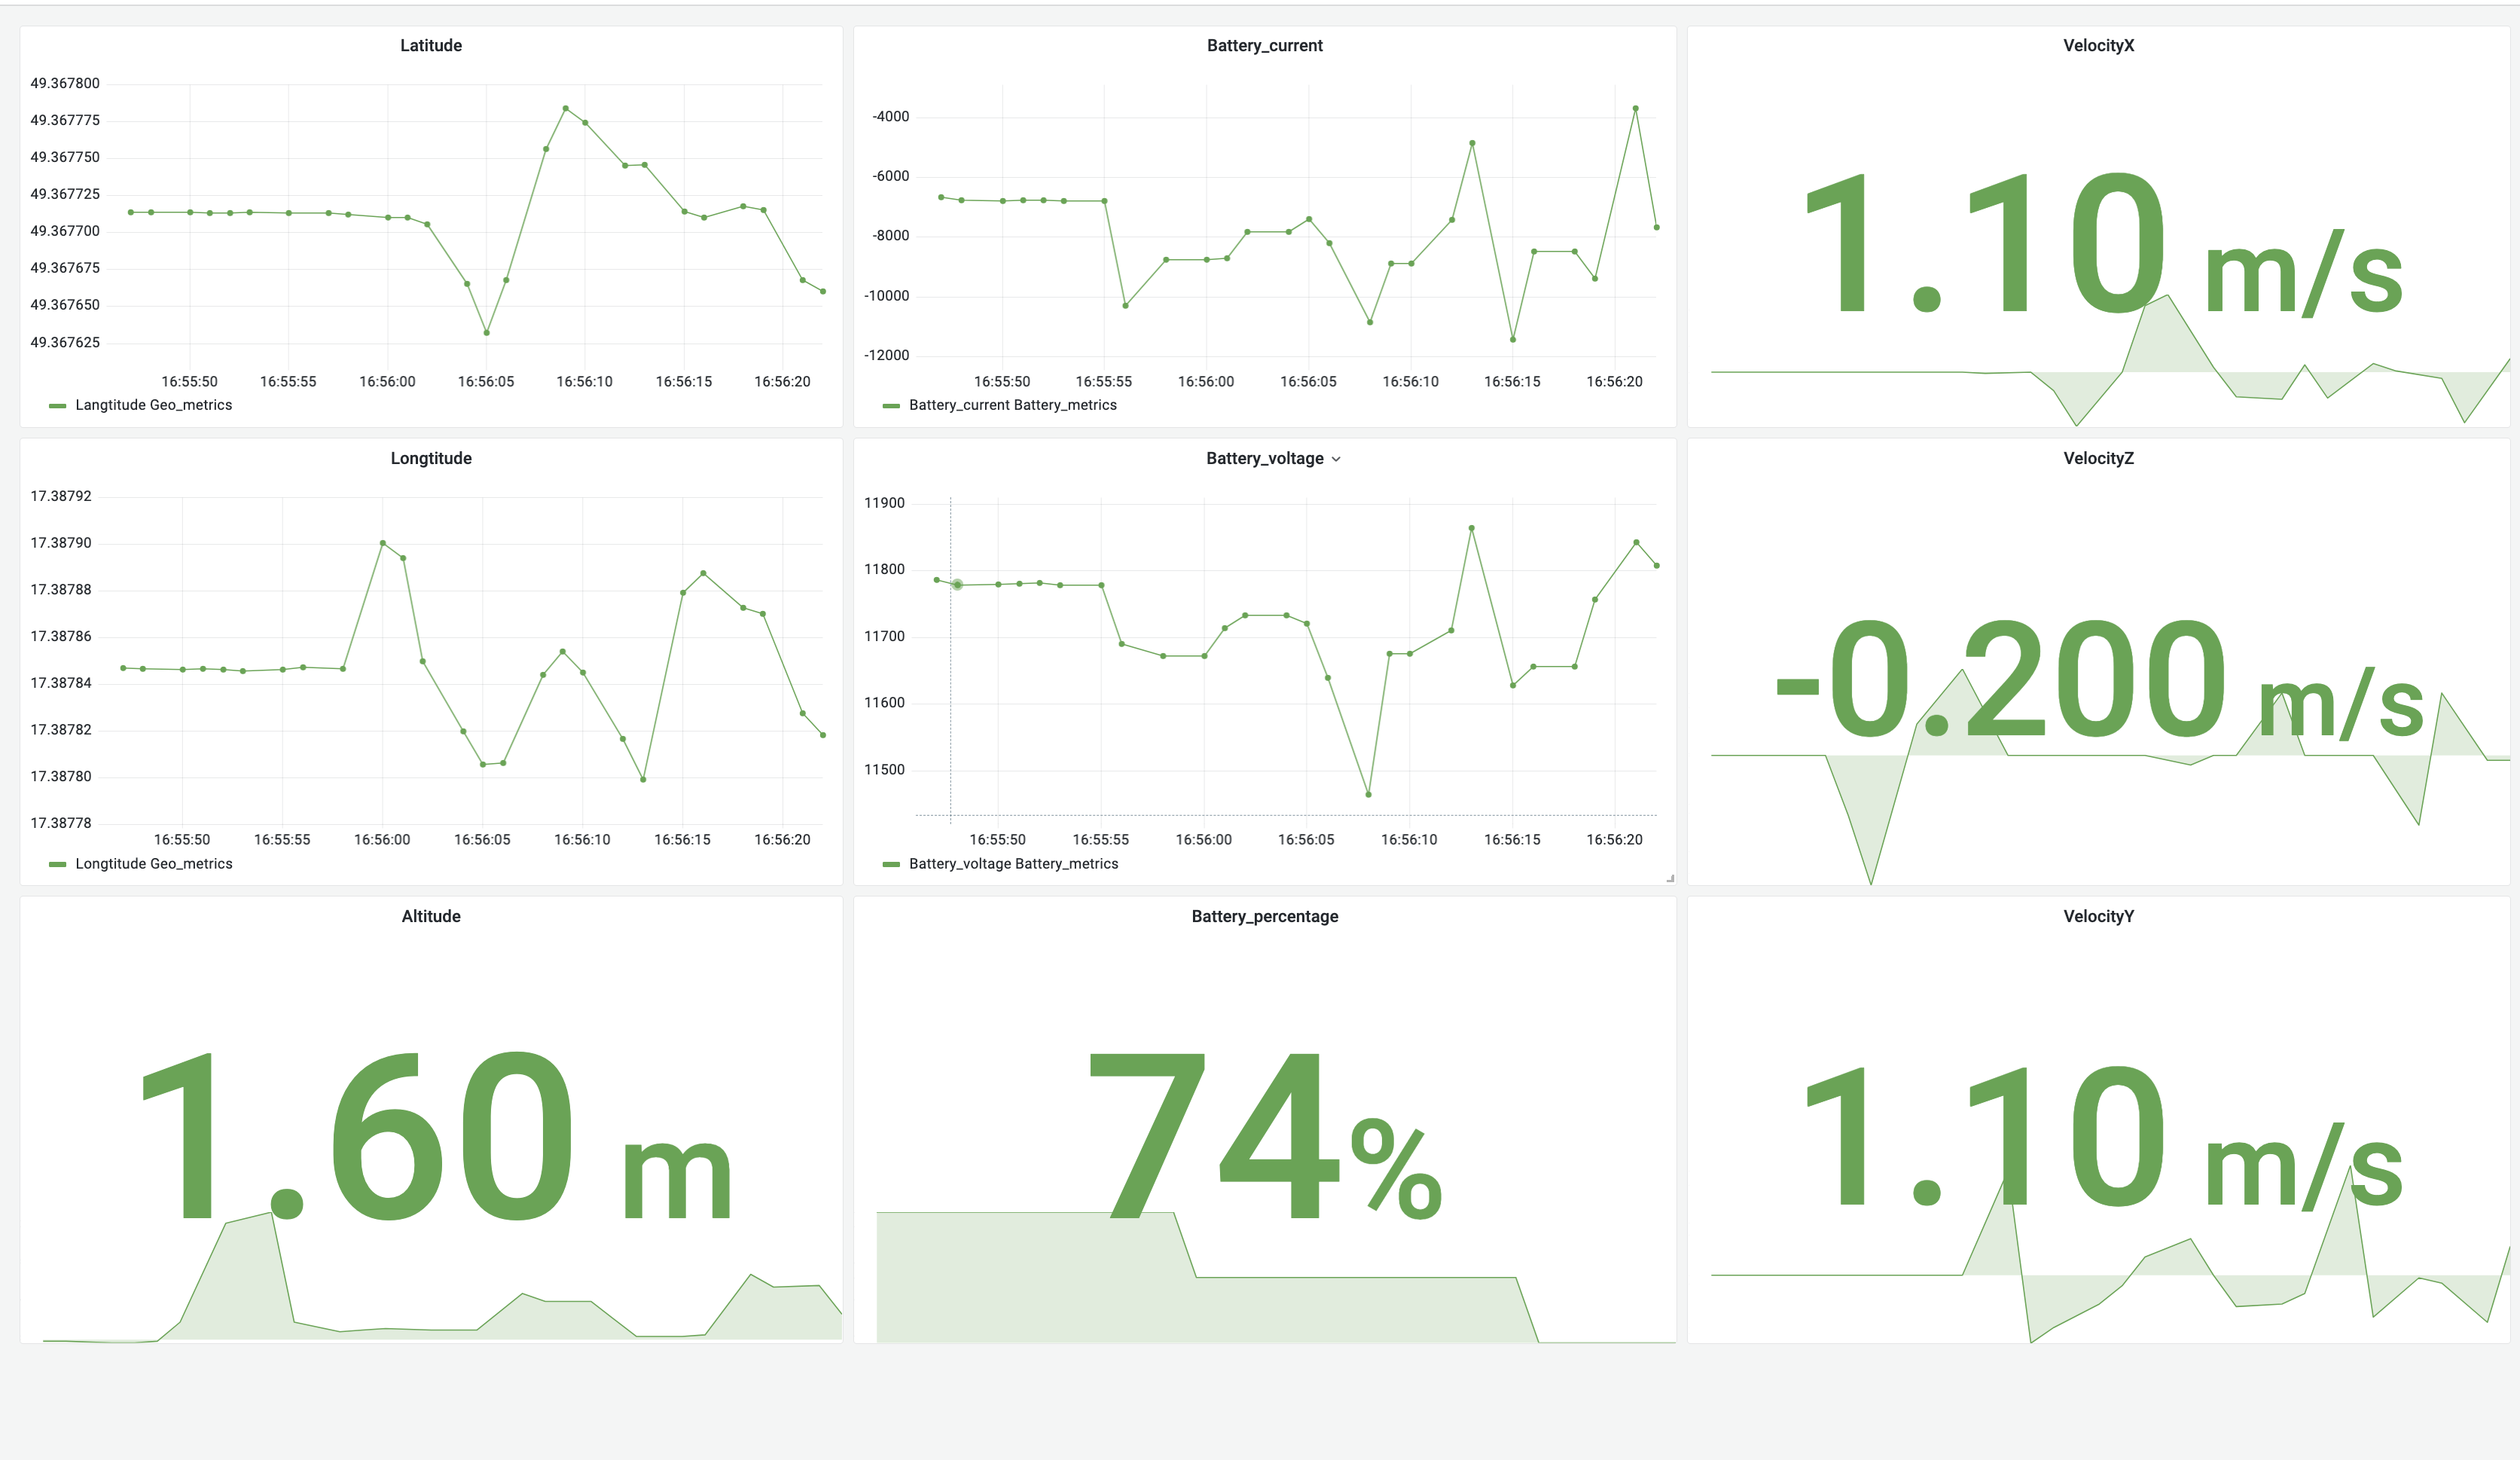 Latitude
49.367800
49.367775
49.367750
49.367725
49.367700
49.367675
49.367650
49.367625
16:55:50 16:55:55 16:56:00 16:56:05 16:56:10 16:56:15 16:56:20
Langtitude Geo_metrics
Battery_current
-4000
-6000
-8000
-10000
-12000
16:55:50 16:55:55 16:56:00 16:56:05 16:56:10 16:56:15 16:56:20
Battery_current Battery_metrics
VelocityX
1.10 m/s
Longtitude
17.38792
17.38790
17.38788
17.38786
17.38784
17.38782
17.38780
17.38778
16:55:50 16:55:55 16:56:00 16:56:05 16:56:10 16:56:15 16:56:20
Longtitude Geo_metrics
Battery_voltage
11900
11800
11700
11600
11500
16:55:50 16:55:55 16:56:00 16:56:05 16:56:10 16:56:15 16:56:20
Battery_voltage Battery_metrics
VelocityZ
-0.200 m/s
Altitude
1.60 m
Battery_percentage
74%
VelocityY
1.10 m/s